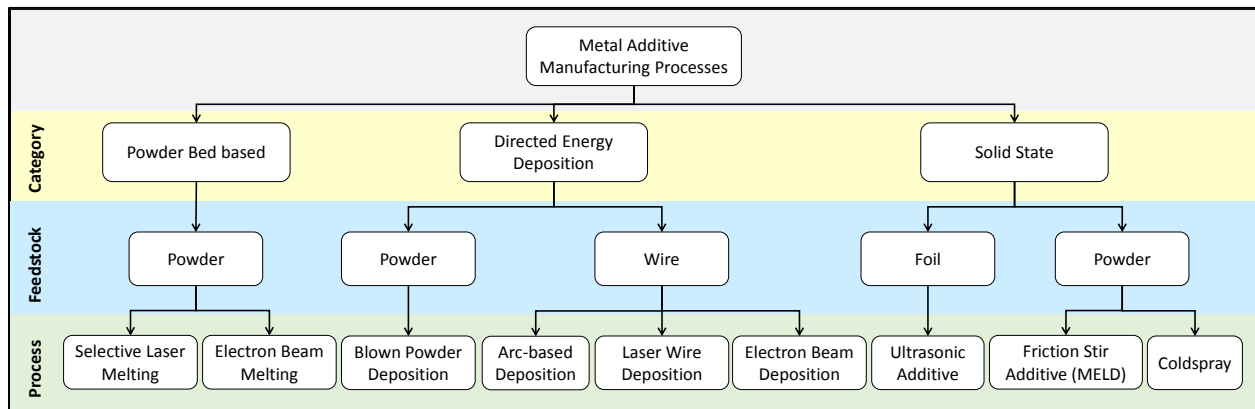 Metal Additive
Manufacturing Processes
Category
Powder Bed based
Directed Energy
Deposition
Solid State
Feedstock
Powder
Powder
Wire
Foil
Powder
Process
Selective Laser
Melting
Electron Beam
Melting
Blown Powder
Deposition
Arc-based
Deposition
Laser Wire
Deposition
Electron Beam
Deposition
Ultrasonic
Additive
Friction Stir
Additive (MELD)
Coldspray